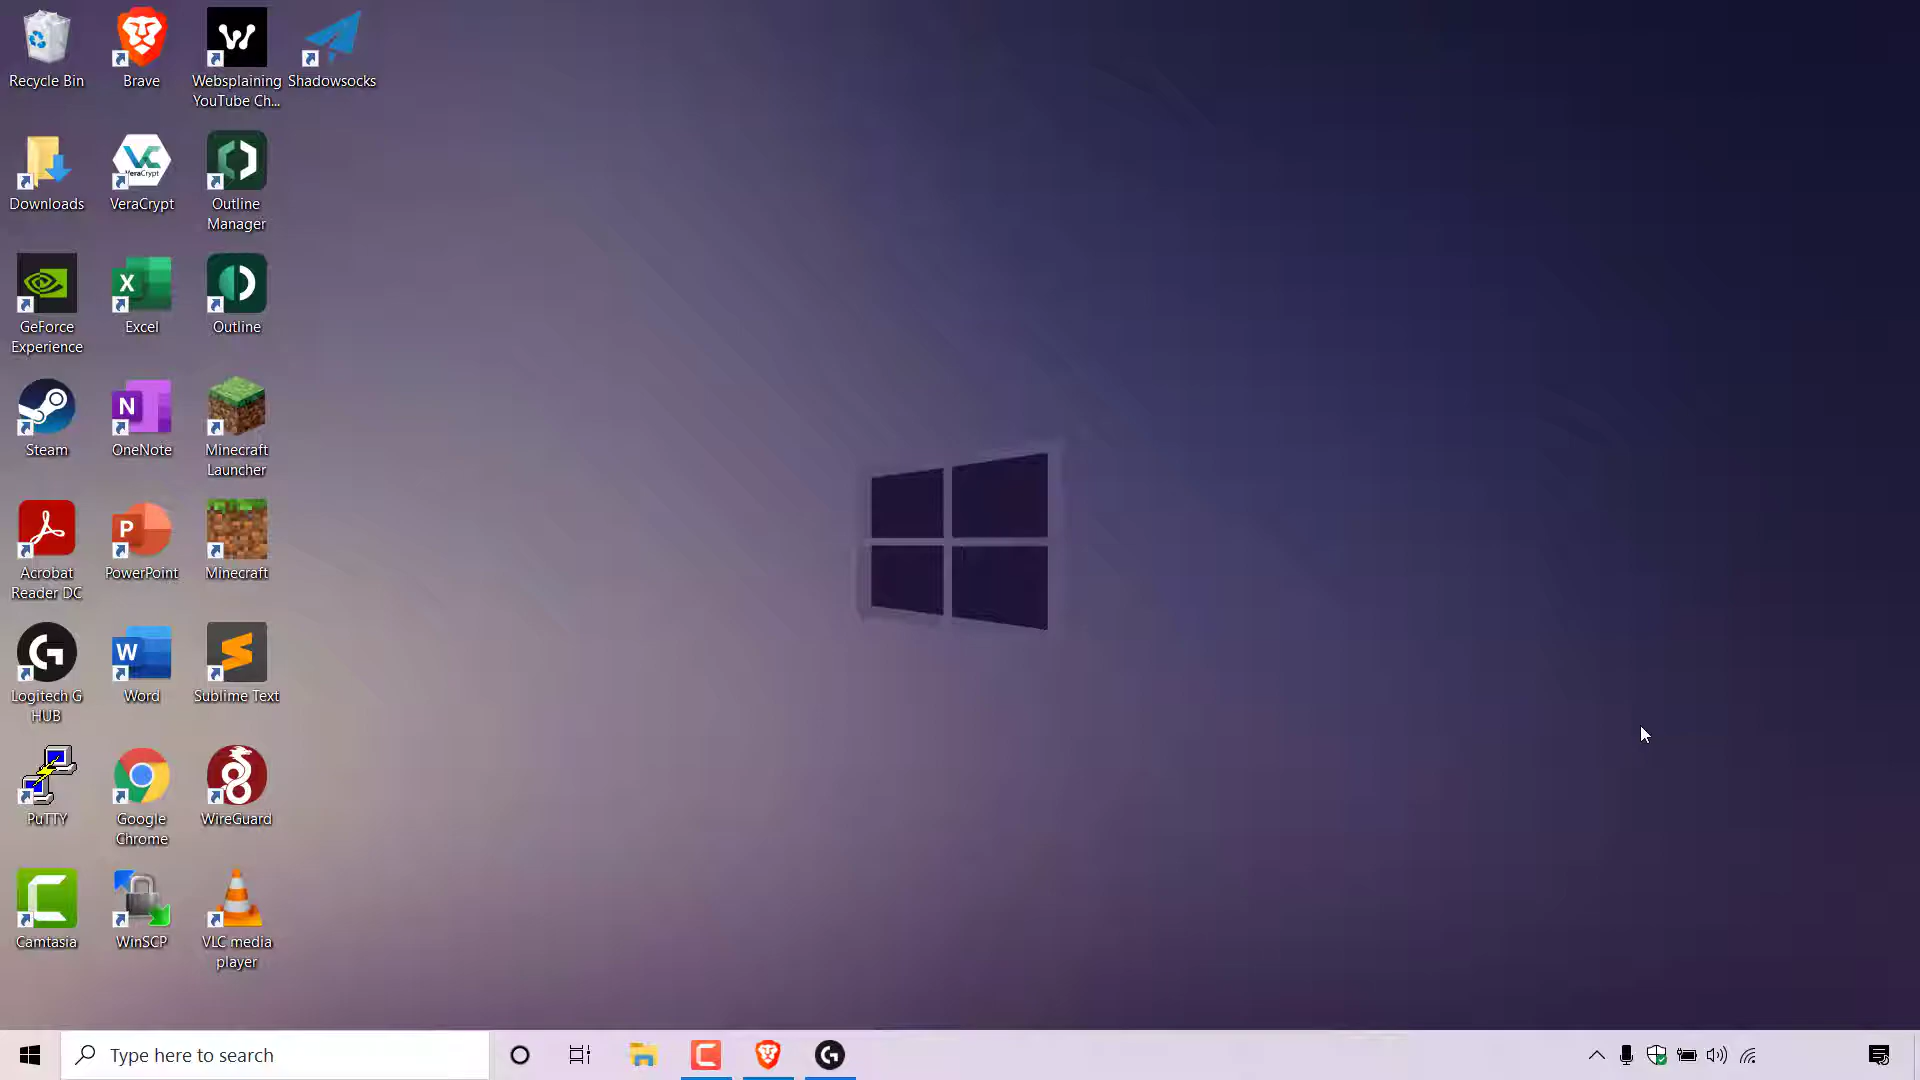 Recycle Bin
Brave
Websplaining
YouTube Ch...
Shadowsocks
Downloads
VeraCrypt
VeraCrypt
Outline
Manager
GeForce
Experience
Excel
Outline
Steam
OneNote
Minecraft
Launcher
Acrobat
Reader DC
PowerPoint
Minecraft
Logitech G
HUB
Word
Sublime Text
PuTTY
Google
Chrome
WireGuard
Camtasia
WinSCP
VLC media
player
Type here to search